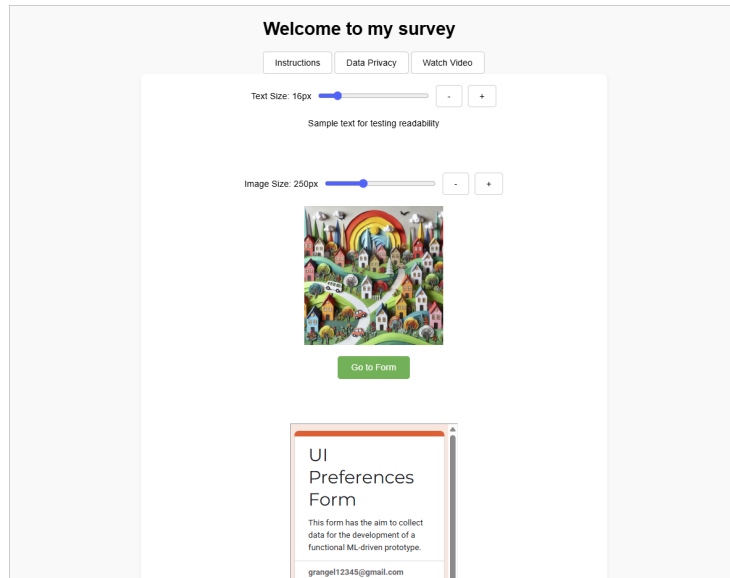 Welcome to my survey
Instructions Data Privacy Watch Video
Text Size: 16px - +
Sample text for testing readability
Image Size: 250px - +
Go to Form
UI
Preferences
Form
This form has the aim to collect
data for the development of a
functional ML-driven prototype.
grangel12345@gmail.com